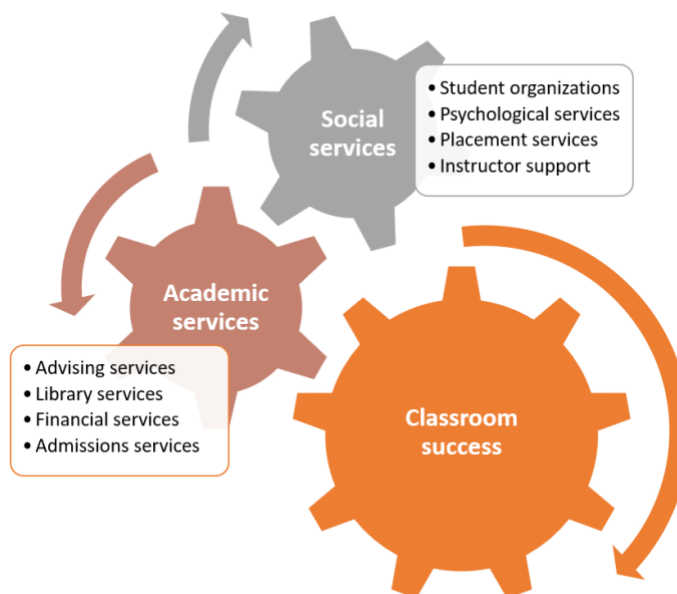 Social
services
• Student organizations
• Psychological services
• Placement services
• Instructor support
Academic
services
• Advising services
• Library services
• Financial services
• Admissions services
Classroom
success